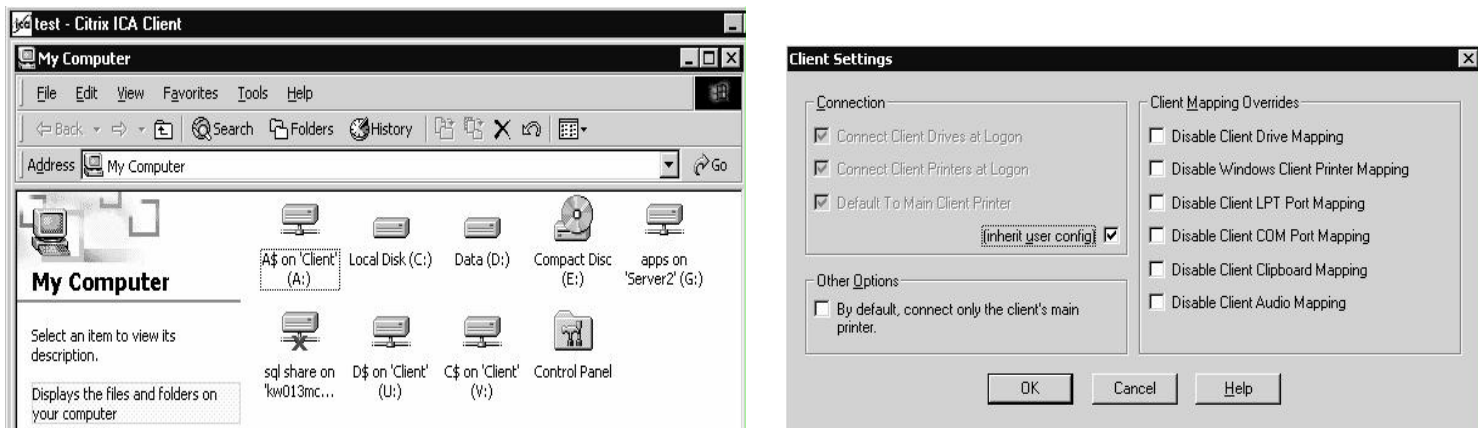 test - Citrix ICA Client
My Computer
File Edit View Favorites Tools Help
Back Search Folders History
Address My Computer Go
A$ on 'Client' (A:)
Local Disk (C:)
Data (D:)
Compact Disc (E:)
apps on 'Server2' (G:)
My Computer
Select an item to view its
description.
Displays the files and folders on
your computer
sql share on 'kw013mc...
D$ on 'Client' (U:)
C$ on 'Client' (V:)
Control Panel
Client Settings
Connection
Connect Client Drives at Logon
Connect Client Printers at Logon
Default To Main Client Printer
(inherit user config)
Other Options
By default, connect only the client's main
printer.
Client Mapping Overrides
Disable Client Drive Mapping
Disable Windows Client Printer Mapping
Disable Client LPT Port Mapping
Disable Client COM Port Mapping
Disable Client Clipboard Mapping
Disable Client Audio Mapping
OK Cancel Help